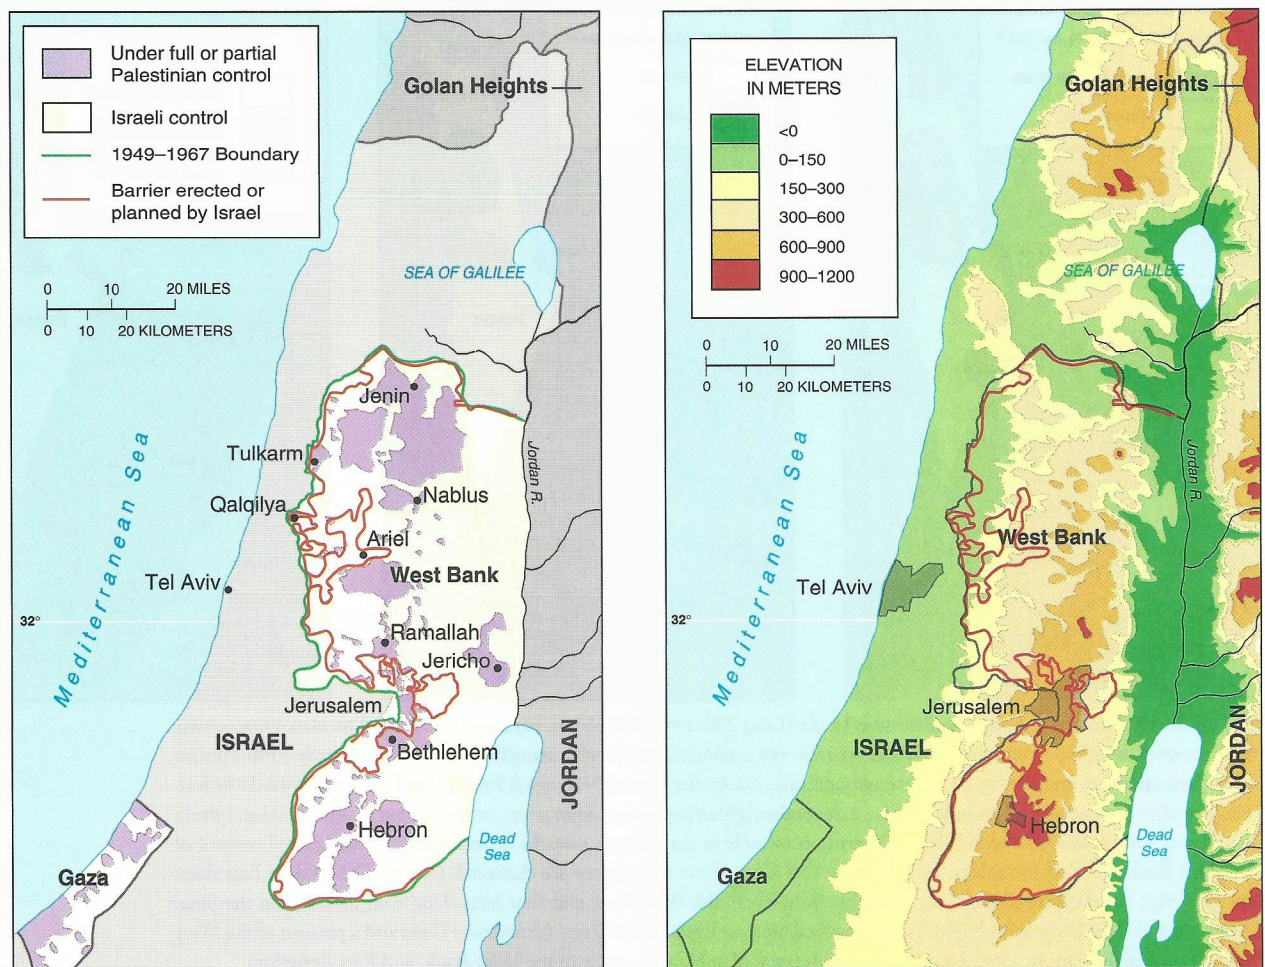 Under full or partial
Palestinian control
Israeli control
1949–1967 Boundary
Barrier erected or
planned by Israel
0 10 20 MILES
0 10 20 KILOMETERS
Golan Heights
SEA OF GALILEE
Jenin
Tulkarm
Jordan R.
Mediterranean Sea
Nablus
Qalqilya
Ariel
West Bank
Tel Aviv
32°
Ramallah
Jericho
Jerusalem
ISRAEL
Bethlehem
JORDAN
Hebron
Dead
Sea
Gaza
ELEVATION
IN METERS
<0
0–150
150–300
300–600
600–900
900–1200
Golan Heights
SEA OF GALILEE
0 10 20 MILES
0 10 20 KILOMETERS
Mediterranean Sea
Jordan R.
West Bank
Tel Aviv
32°
Jerusalem
ISRAEL
JORDAN
Hebron
Dead
Sea
Gaza